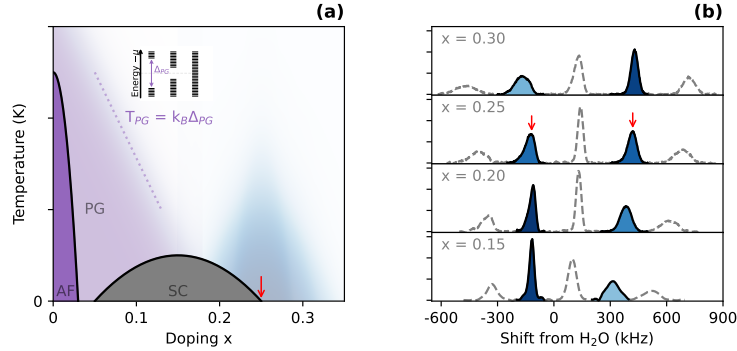 (a)
Energy −μ
Δ_PG
T_PG = k_BΔ_PG
PG
AF
SC
Temperature (K)
0
0
0.1
0.2
0.3
Doping x
(b)
x = 0.30
x = 0.25
x = 0.20
x = 0.15
-600
-300
0
300
600
900
Shift from H₂O (kHz)